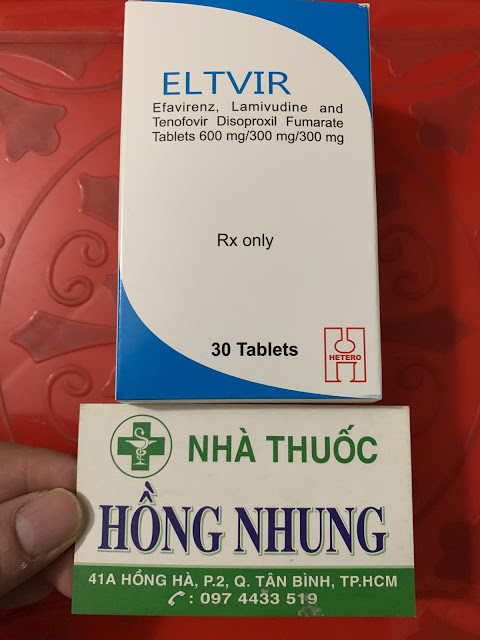 ELTVIR
Efavirenz, Lamivudine and
Tenofovir Disoproxil Fumarate
Tablets 600 mg/300 mg/300 mg
Rx only
30 Tablets
HETERO
NHÀ THUỐC
HỒNG NHUNG
41A HỒNG HÀ, P.2, Q. TÂN BÌNH, TP.HCM
: 097 4433 519